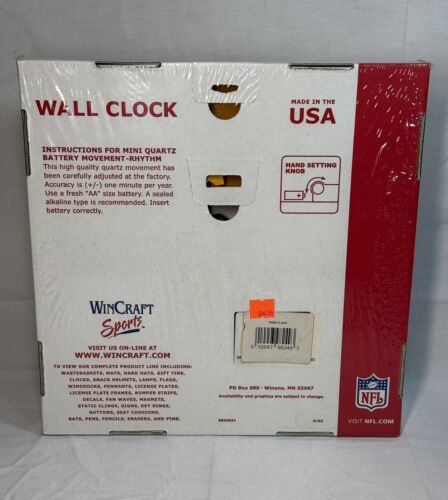 WALL CLOCK
MADE IN THE
USA
INSTRUCTIONS FOR MINI QUARTZ
BATTERY MOVEMENT-RHYTHM
This high quality quartz movement has
been carefully adjusted at the factory.
Accuracy is (+/-) one minute per year.
Use a fresh "AA" size battery. A sealed
alkaline type is recommended. Insert
battery correctly.
HAND SETTING
KNOB
WINCRAFT
Sports™
VISIT US ON-LINE AT
WWW.WINCRAFT.COM
TO VIEW OUR COMPLETE PRODUCT LINE INCLUDING:
WASTEBASKETS, MATS, HARD HATS, GIFT TINS,
CLOCKS, SNACK HELMETS, LAMPS, FLAGS,
WINDSOCKS, PENNANTS, LICENSE PLATES,
LICENSE PLATE FRAMES, BUMPER STRIPS,
DECALS, FAN WAVES, MAGNETS,
STATIC CLINGS, SIGNS, KEY RINGS,
BUTTONS, SEAT CUSHIONS,
BATS, PENS, PENCILS, ERASERS, AND PINS.
TEAM CLOCK
PO Box 888 - Winona, MN 55987
Availability and graphics are subject to change.
NFL
VISIT NFL.COM